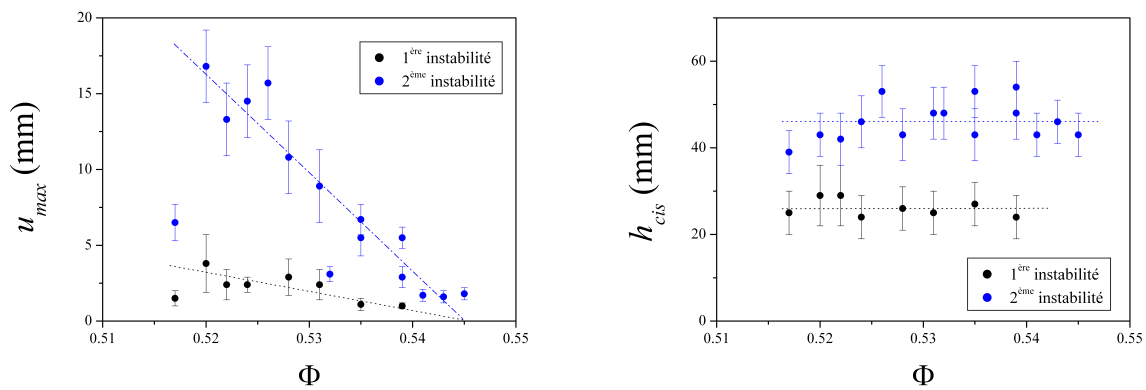 20
15
10
5
0
0.51 0.52 0.53 0.54 0.55
u_max (mm)
Φ
1ère instabilité
2ème instabilité
60
40
20
0
0.51 0.52 0.53 0.54 0.55
h_cis (mm)
Φ
1ère instabilité
2ème instabilité